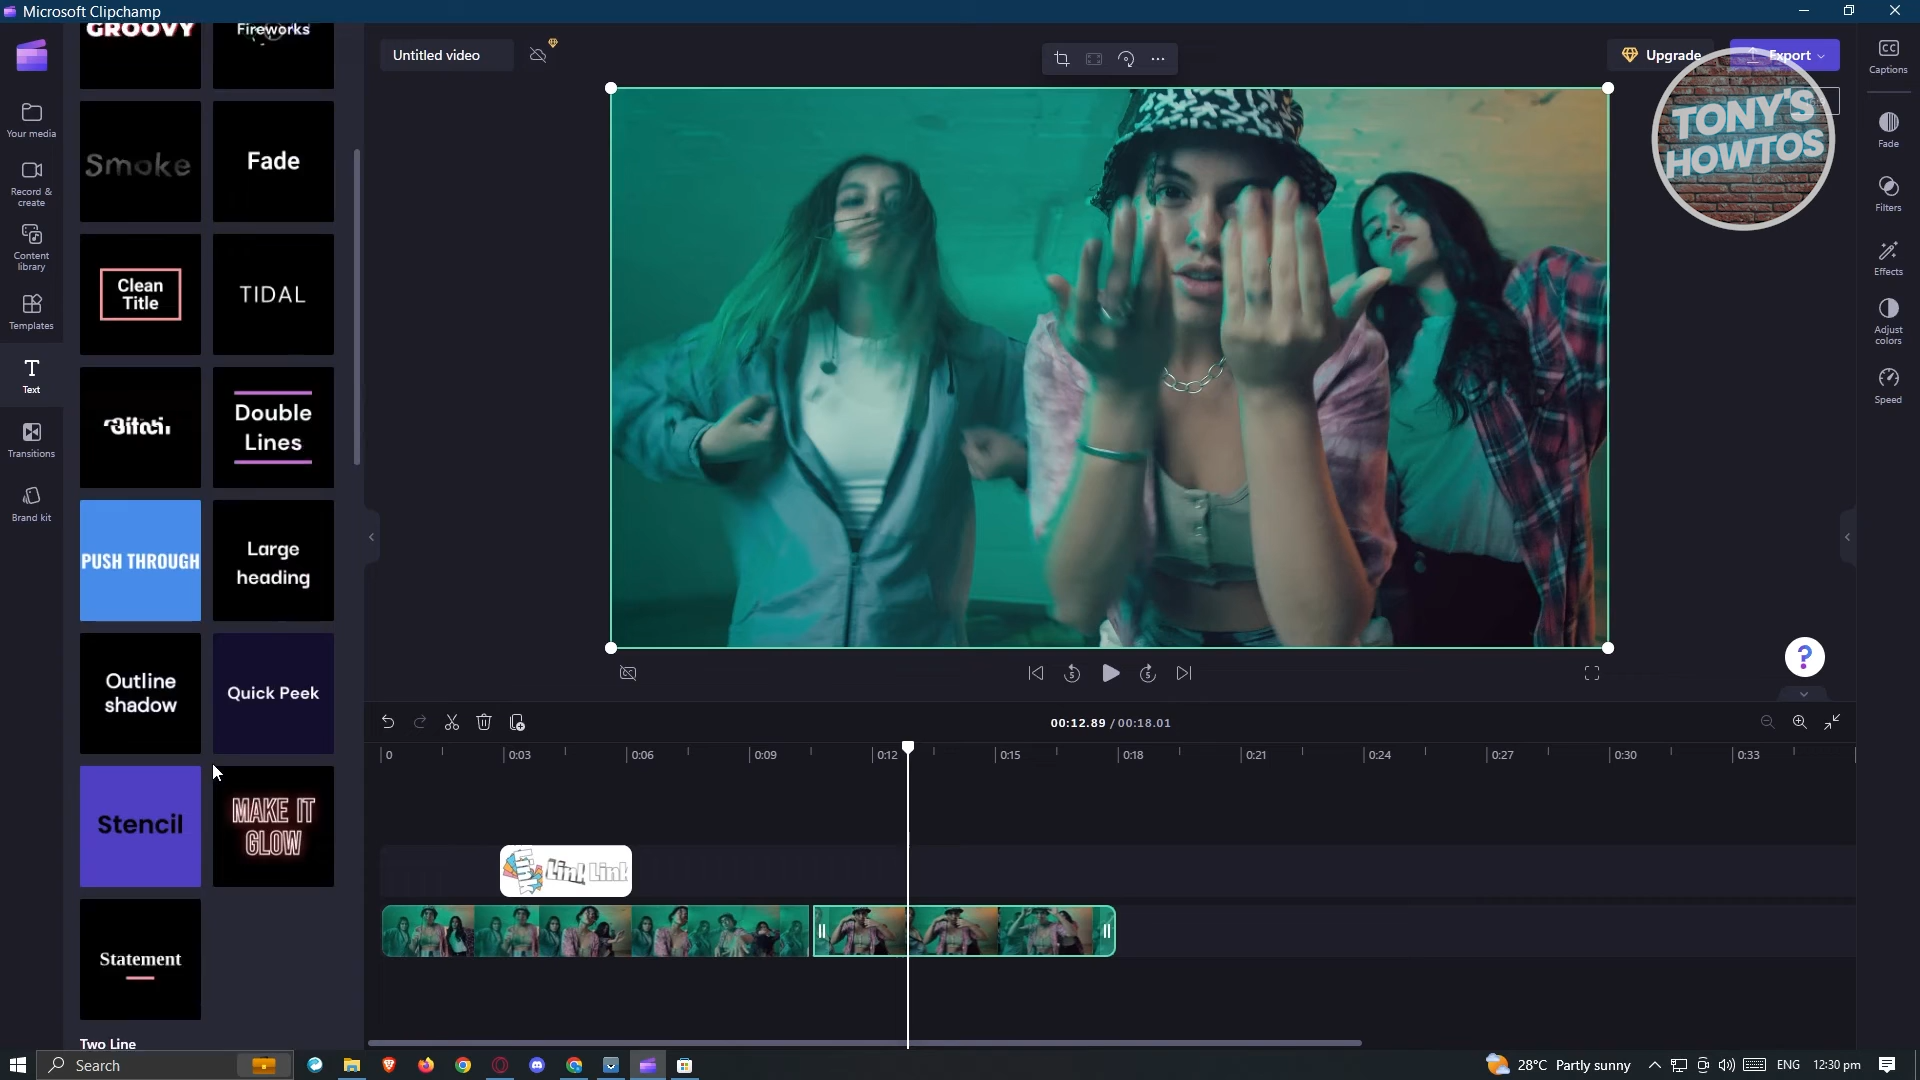 Microsoft Clipchamp
GROOVY
Fireworks
Untitled video
Upgrade
Export
Captions
TONY'S
HOWTOS
Your media
Smoke
Fade
Fade
Record &
create
Filters
Content
library
Clean
Title
TIDAL
Effects
Templates
Adjust
colors
Text
Glitch
Double
Lines
Speed
Transitions
Brand kit
PUSH THROUGH
Large
heading
Outline
shadow
Quick Peek
?
5
5
00:12.89 / 00:18.01
0
0:03
0:06
0:09
0:12
0:15
0:18
0:21
0:24
0:27
0:30
0:33
Stencil
MAKE IT
GLOW
Link Link Link
Statement
Two Line
Search
28°C Partly sunny
ENG
12:30 pm